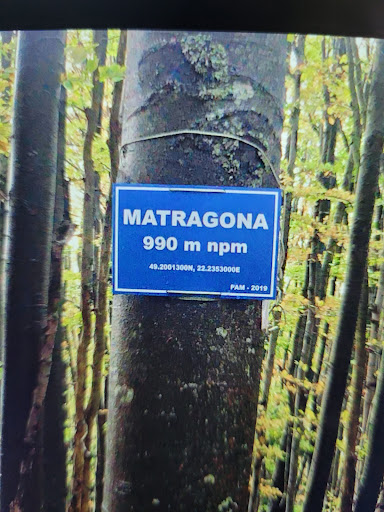 MATRAGONA
990 m npm
49.2001300N, 22.2353000E
PAM - 2019